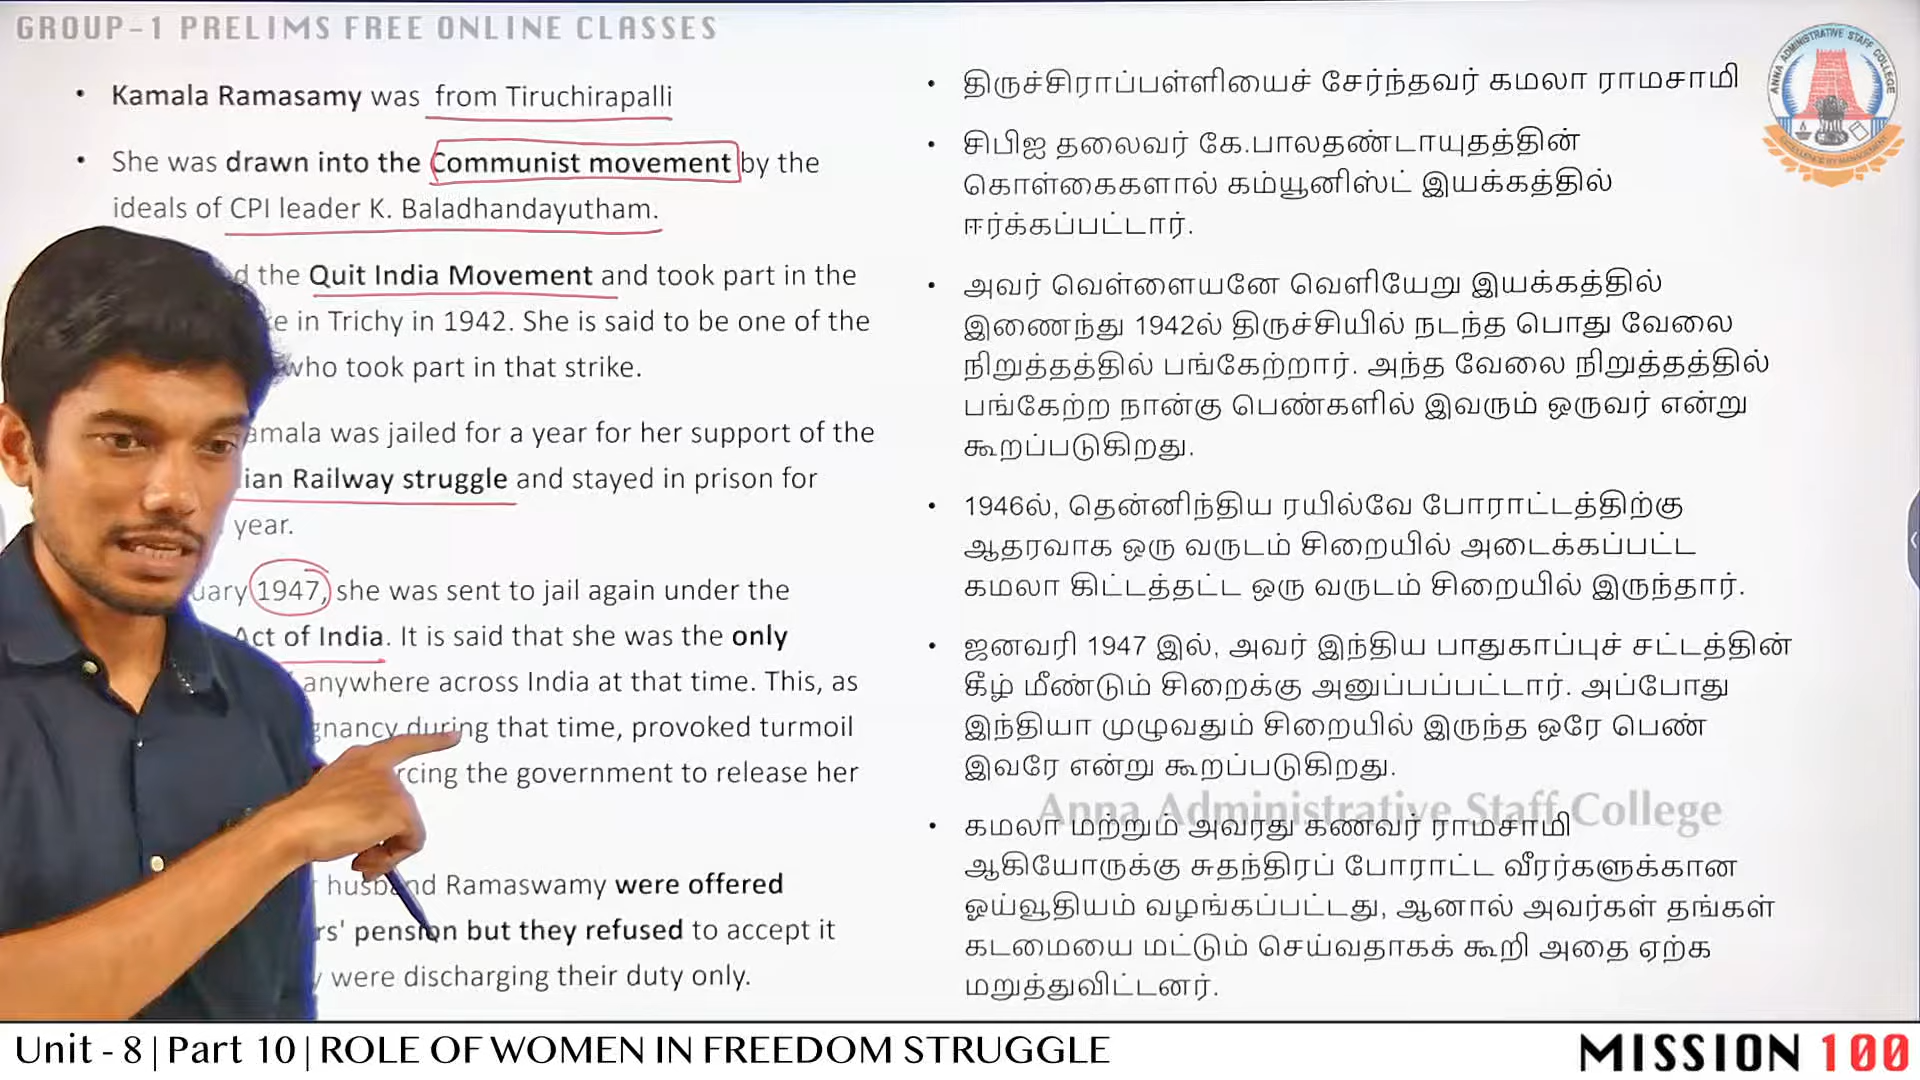 GROUP-1 PRELIMS FREE ONLINE CLASSES
• Kamala Ramasamy was from Tiruchirapalli
• She was drawn into the Communist movement by the
ideals of CPI leader K. Baladhandayutham.
the Quit India Movement and took part in the
in Trichy in 1942. She is said to be one of the
who took part in that strike.
was jailed for a year for her support of the
Railway struggle and stayed in prison for
year.
1947, she was sent to jail again under the
Act of India. It is said that she was the only
anywhere across India at that time. This, as
during that time, provoked turmoil
the government to release her
husband Ramaswamy were offered
pension but they refused to accept it
were discharging their duty only.
• திருச்சிராப்பள்ளியைச் சேர்ந்தவர் கமலா ராமசாமி
• சிபிஐ தலைவர் கே.பாலதண்டாயுதத்தின்
கொள்கைகளால் கம்யூனிஸ்ட் இயக்கத்தில்
ஈர்க்கப்பட்டார்.
• அவர் வெள்ளையனே வெளியேறு இயக்கத்தில்
இணைந்து 1942ல் திருச்சியில் நடந்த பொது வேலை
நிறுத்தத்தில் பங்கேற்றார். அந்த வேலை நிறுத்தத்தில்
பங்கேற்ற நான்கு பெண்களில் இவரும் ஒருவர் என்று
கூறப்படுகிறது.
• 1946ல், தென்னிந்திய ரயில்வே போராட்டத்திற்கு
ஆதரவாக ஒரு வருடம் சிறையில் அடைக்கப்பட்ட
கமலா கிட்டத்தட்ட ஒரு வருடம் சிறையில் இருந்தார்.
• ஜனவரி 1947 இல், அவர் இந்திய பாதுகாப்புச் சட்டத்தின்
கீழ் மீண்டும் சிறைக்கு அனுப்பப்பட்டார். அப்போது
இந்தியா முழுவதும் சிறையில் இருந்த ஒரே பெண்
இவரே என்று கூறப்படுகிறது.
Anna Administrative Staff College
• கமலா மற்றும் அவரது கணவர் ராமசாமி
ஆகியோருக்கு சுதந்திரப் போராட்ட வீரர்களுக்கான
ஓய்வூதியம் வழங்கப்பட்டது, ஆனால் அவர்கள் தங்கள்
கடமையை மட்டும் செய்வதாகக் கூறி அதை ஏற்க
மறுத்துவிட்டனர்.
ANNA ADMINISTRATIVE STAFF COLLEGE
EXCELLENCE BY MANAGEMENT
Unit - 8 | Part 10 | ROLE OF WOMEN IN FREEDOM STRUGGLE
MISSION 100